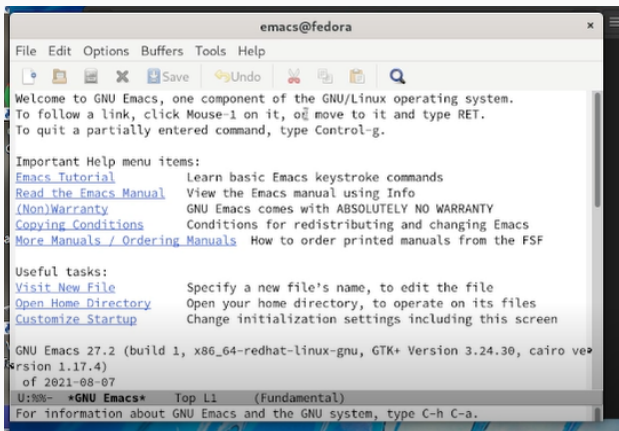 emacs@fedora
File Edit Options Buffers Tools Help
Save Undo
Welcome to GNU Emacs, one component of the GNU/Linux operating system.
To follow a link, click Mouse-1 on it, or move to it and type RET.
To quit a partially entered command, type Control-g.
Important Help menu items:
Emacs Tutorial Learn basic Emacs keystroke commands
Read the Emacs Manual View the Emacs manual using Info
(Non)Warranty GNU Emacs comes with ABSOLUTELY NO WARRANTY
Copying Conditions Conditions for redistributing and changing Emacs
More Manuals / Ordering Manuals How to order printed manuals from the FSF
Useful tasks:
Visit New File Specify a new file's name, to edit the file
Open Home Directory Open your home directory, to operate on its files
Customize Startup Change initialization settings including this screen
GNU Emacs 27.2 (build 1, x86_64-redhat-linux-gnu, GTK+ Version 3.24.30, cairo ve
rsion 1.17.4)
of 2021-08-07
U:%%- *GNU Emacs* Top L1 (Fundamental)
For information about GNU Emacs and the GNU system, type C-h C-a.